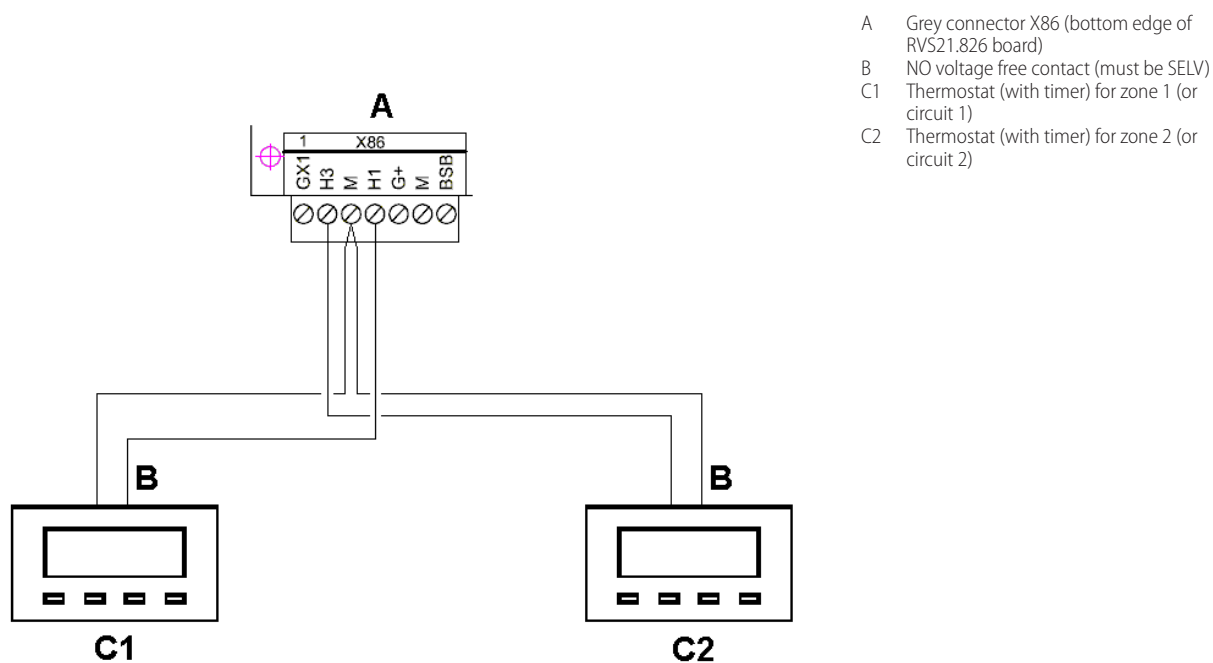 A Grey connector X86 (bottom edge of
RVS21.826 board)
B NO voltage free contact (must be SELV)
C1 Thermostat (with timer) for zone 1 (or
circuit 1)
C2 Thermostat (with timer) for zone 2 (or
circuit 2)
A
1 X86
GX1 H3 M H1 G+ M BSB
B B
C1 C2